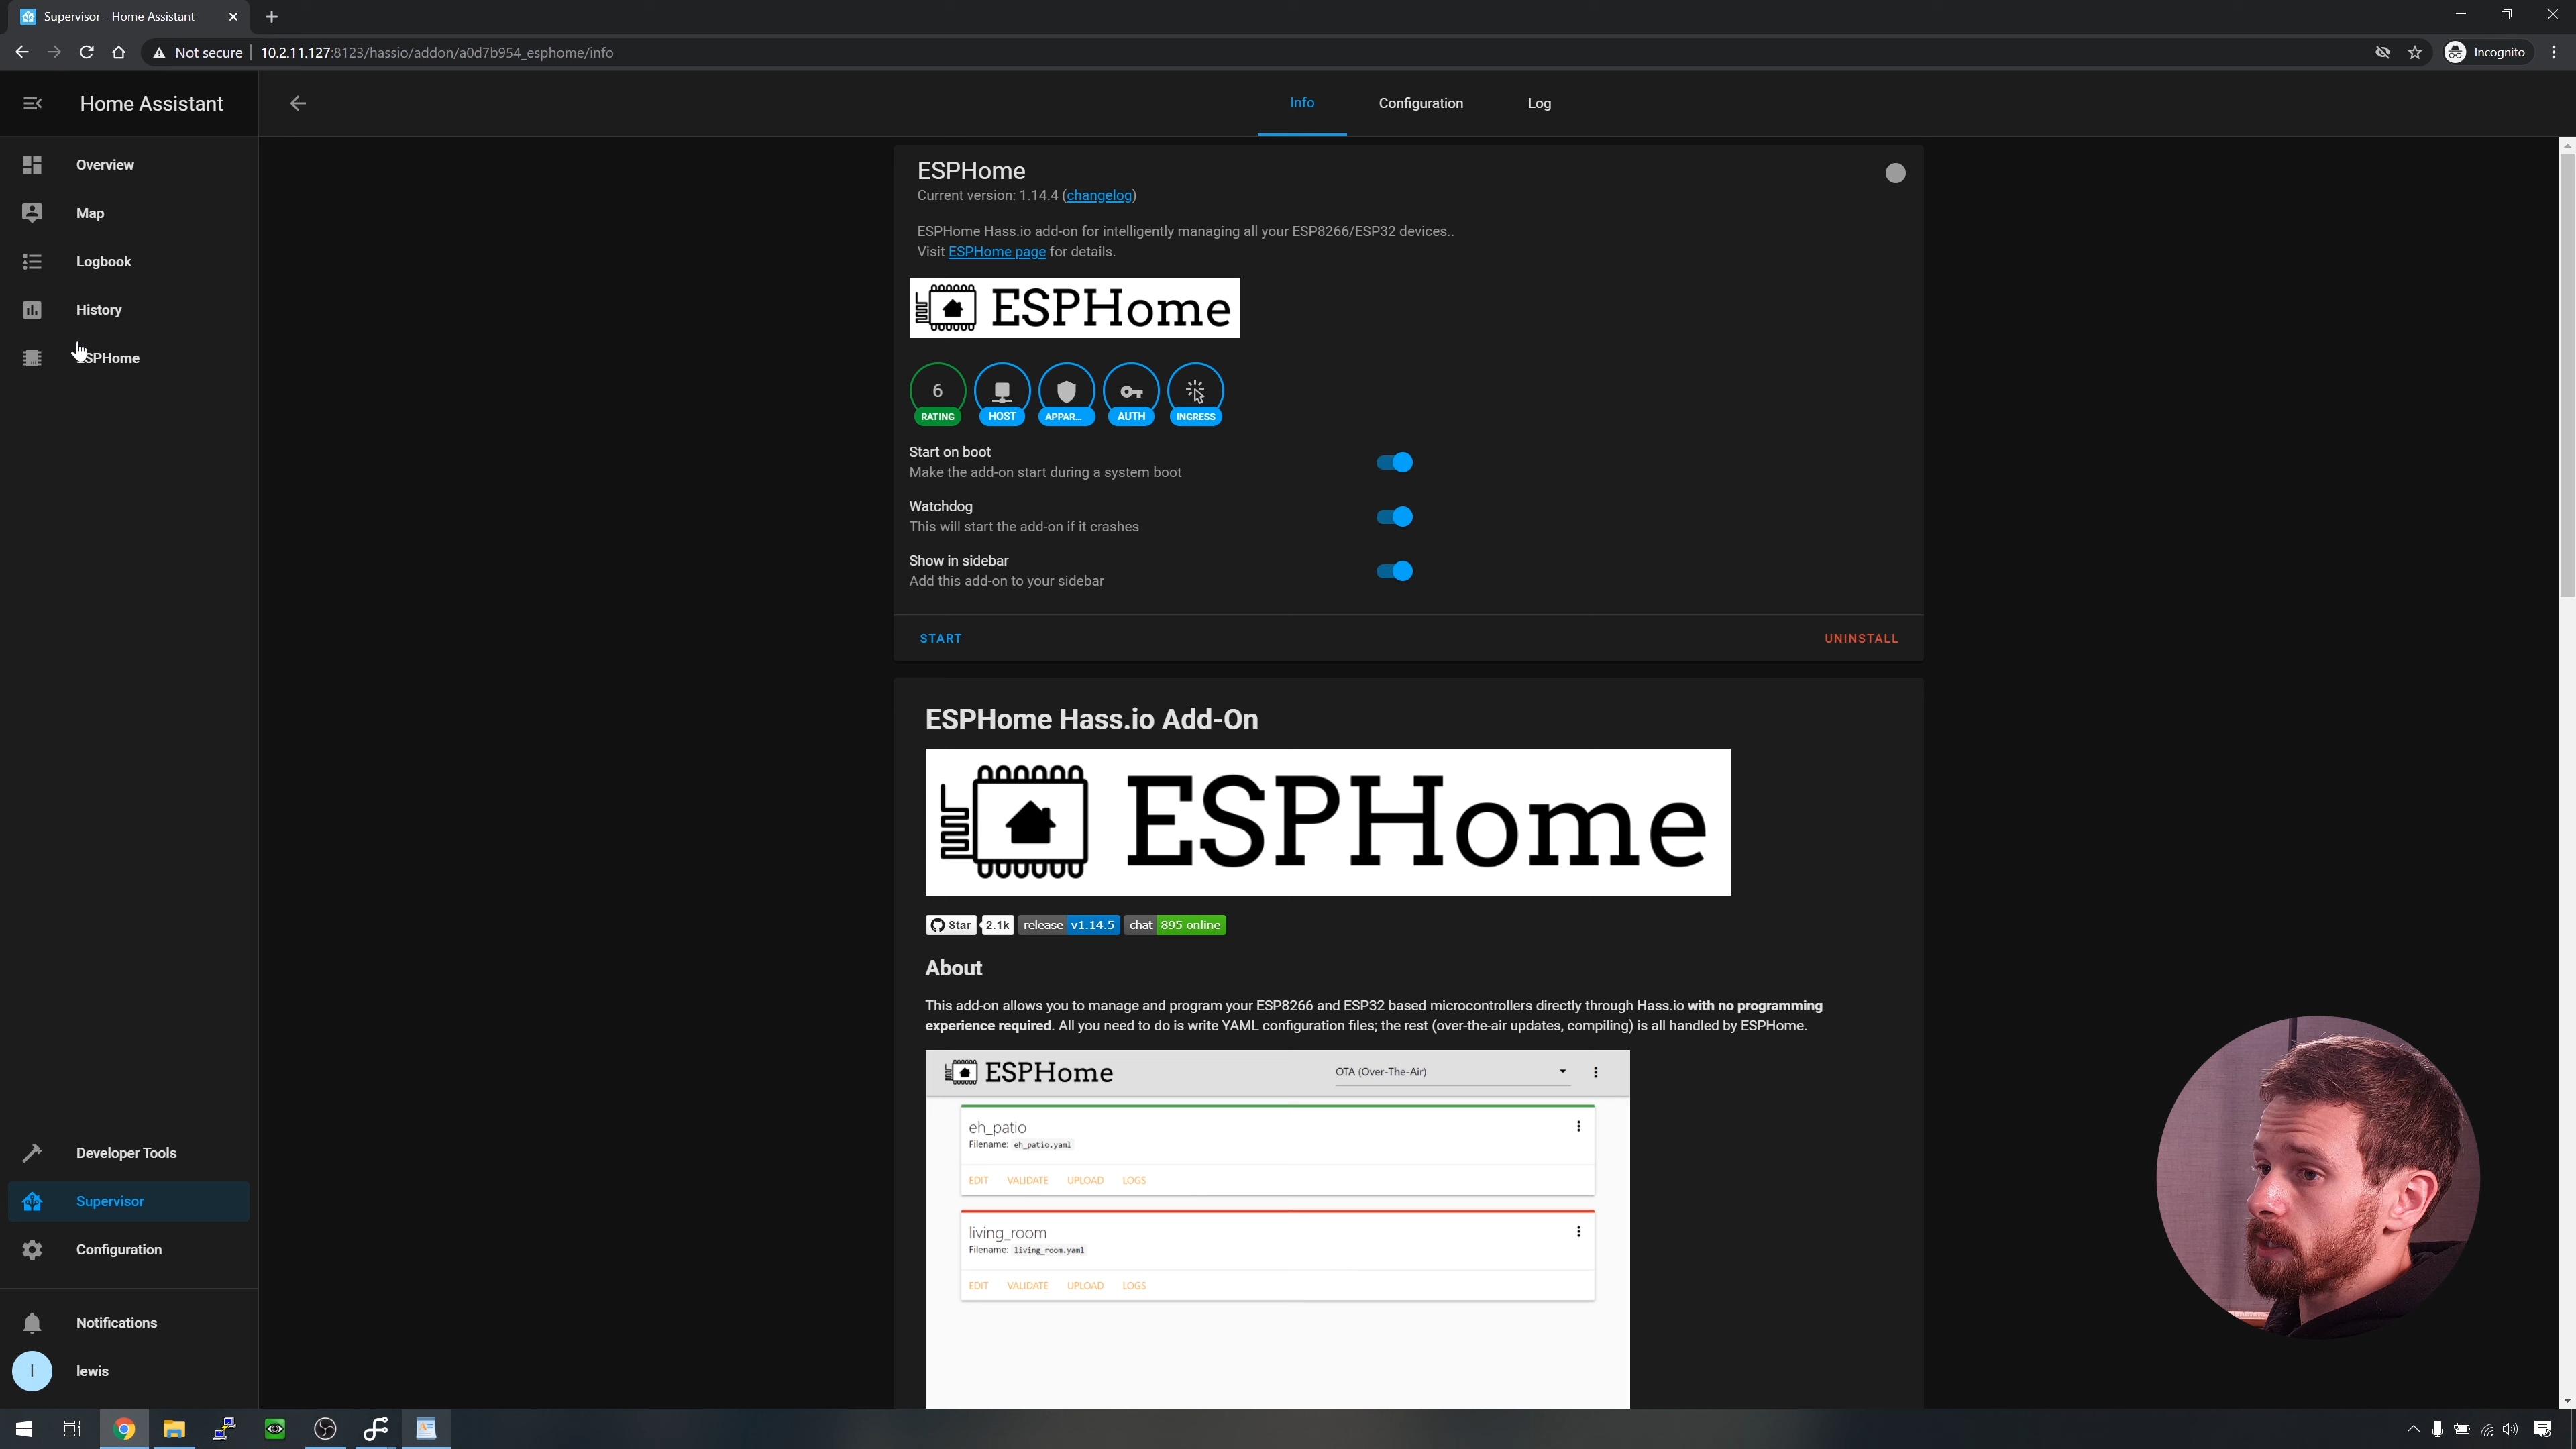 Supervisor - Home Assistant
Not secure | 10.2.11.127:8123/hassio/addon/a0d7b954_esphome/info
Incognito
Home Assistant
Info
Configuration
Log
Overview
Map
Logbook
History
ESPHome
Developer Tools
Supervisor
Configuration
Notifications
l
lewis
ESPHome
Current version: 1.14.4 (changelog)
ESPHome Hass.io add-on for intelligently managing all your ESP8266/ESP32 devices..
Visit ESPHome page for details.
ESPHome
6
RATING
HOST
APPAR...
AUTH
INGRESS
Start on boot
Make the add-on start during a system boot
Watchdog
This will start the add-on if it crashes
Show in sidebar
Add this add-on to your sidebar
START
UNINSTALL
ESPHome Hass.io Add-On
ESPHome
Star 2.1k release v1.14.5 chat 895 online
About
This add-on allows you to manage and program your ESP8266 and ESP32 based microcontrollers directly through Hass.io with no programming
experience required. All you need to do is write YAML configuration files; the rest (over-the-air updates, compiling) is all handled by ESPHome.
ESPHome
OTA (Over-The-Air)
eh_patio
Filename: eh_patio.yaml
EDIT VALIDATE UPLOAD LOGS
living_room
Filename: living_room.yaml
EDIT VALIDATE UPLOAD LOGS